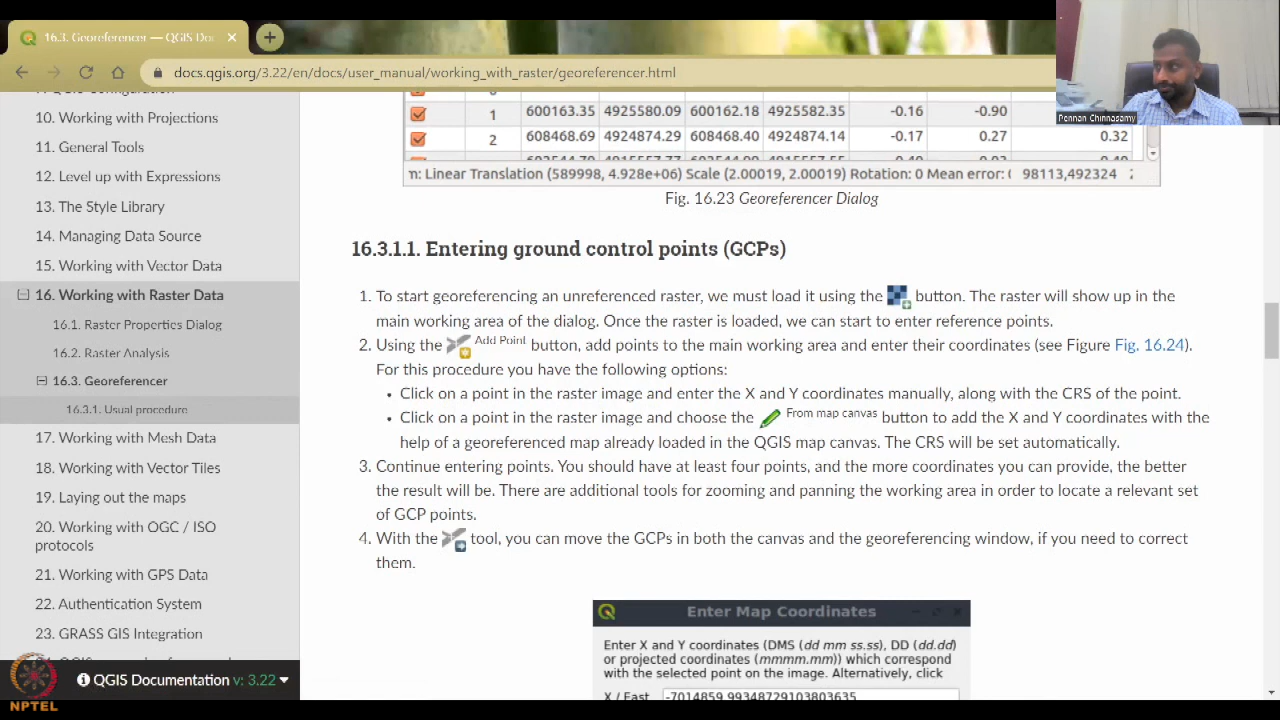 16.3. Georeferencer — QGIS Do
docs.qgis.org/3.22/en/docs/user_manual/working_with_raster/georeferencer.html
Pennan Chinnasamy
10. Working with Projections
11. General Tools
12. Level up with Expressions
13. The Style Library
14. Managing Data Source
15. Working with Vector Data
16. Working with Raster Data
16.1. Raster Properties Dialog
16.2. Raster Analysis
16.3. Georeferencer
16.3.1. Usual procedure
17. Working with Mesh Data
18. Working with Vector Tiles
19. Laying out the maps
20. Working with OGC / ISO
protocols
21. Working with GPS Data
22. Authentication System
23. GRASS GIS Integration
QGIS Documentation v: 3.22
NPTEL
1 600163.35 4925580.09 600162.18 4925582.35 -0.16 -0.90
2 608468.69 4924874.29 608468.40 4924874.14 -0.17 0.27 0.32
m: Linear Translation (589998, 4.928e+06) Scale (2.00019, 2.00019) Rotation: 0 Mean error: 98113,492324
Fig. 16.23 Georeferencer Dialog
16.3.1.1. Entering ground control points (GCPs)
1. To start georeferencing an unreferenced raster, we must load it using the button. The raster will show up in the
main working area of the dialog. Once the raster is loaded, we can start to enter reference points.
2. Using the Add Point button, add points to the main working area and enter their coordinates (see Figure Fig. 16.24).
For this procedure you have the following options:
• Click on a point in the raster image and enter the X and Y coordinates manually, along with the CRS of the point.
• Click on a point in the raster image and choose the From map canvas button to add the X and Y coordinates with the
help of a georeferenced map already loaded in the QGIS map canvas. The CRS will be set automatically.
3. Continue entering points. You should have at least four points, and the more coordinates you can provide, the better
the result will be. There are additional tools for zooming and panning the working area in order to locate a relevant set
of GCP points.
4. With the tool, you can move the GCPs in both the canvas and the georeferencing window, if you need to correct
them.
Enter Map Coordinates
Enter X and Y coordinates (DMS (dd mm ss.ss), DD (dd.dd)
or projected coordinates (mmmm.mm)) which correspond
with the selected point on the image. Alternatively, click
X / East -7014859.99348729103803635